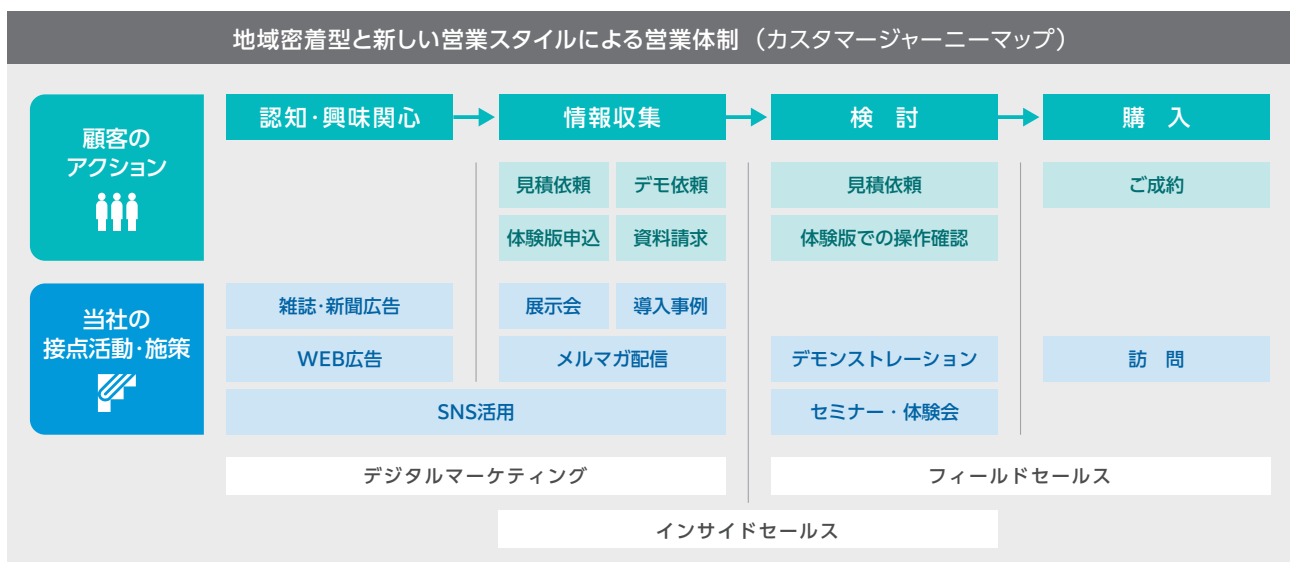 地域密着型と新しい営業スタイルによる営業体制（カスタマージャーニーマップ）
顧客の
アクション
認知・興味関心
情報収集
検 討
購 入
見積依頼
デモ依頼
見積依頼
ご成約
体験版申込
資料請求
体験版での操作確認
当社の
接点活動・施策
雑誌・新聞広告
展示会
導入事例
WEB広告
メルマガ配信
デモンストレーション
訪 問
SNS活用
セミナー・体験会
デジタルマーケティング
フィールドセールス
インサイドセールス